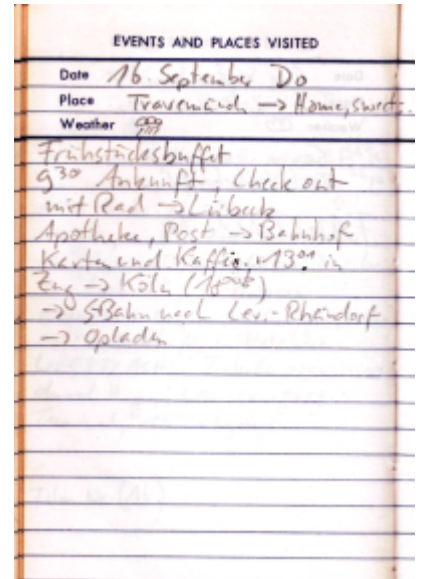 EVENTS AND PLACES VISITED
Date 16. September Do
Place Travemünde → Home, sweet.
Weather
Frühstücksbuffet
9³⁰ Ankunft, Check out
mit Rad → Lübeck
Apotheke, Post → Bahnhof
Karten und Kaffee. 13⁰⁴ in
Zug → Köln
→ S-Bahn nach Lev.-Rheindorf
→ Opladen